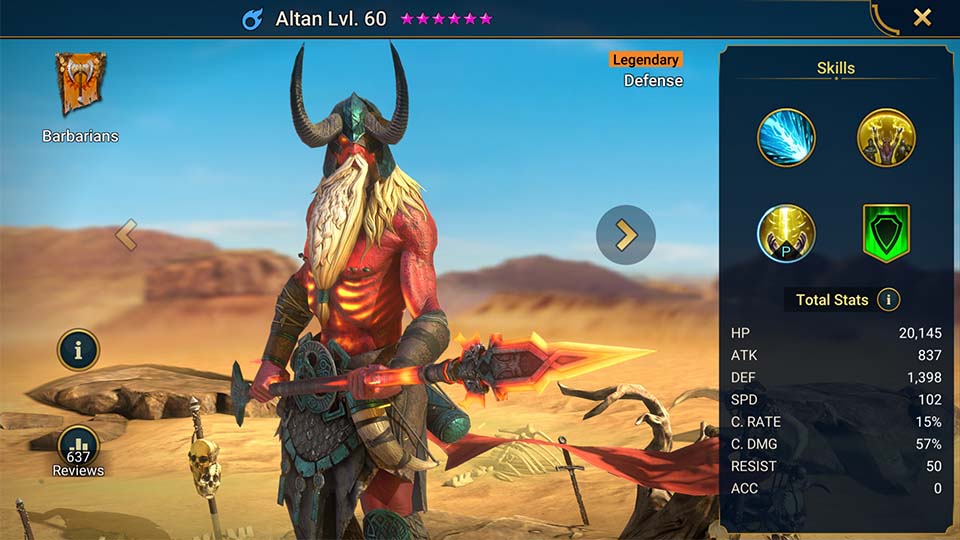 Altan Lvl. 60
Barbarians
Legendary
Defense
Skills
P
Total Stats i
HP 20,145
ATK 837
DEF 1,398
SPD 102
C. RATE 15%
C. DMG 57%
RESIST 50
ACC 0
i
637
Reviews